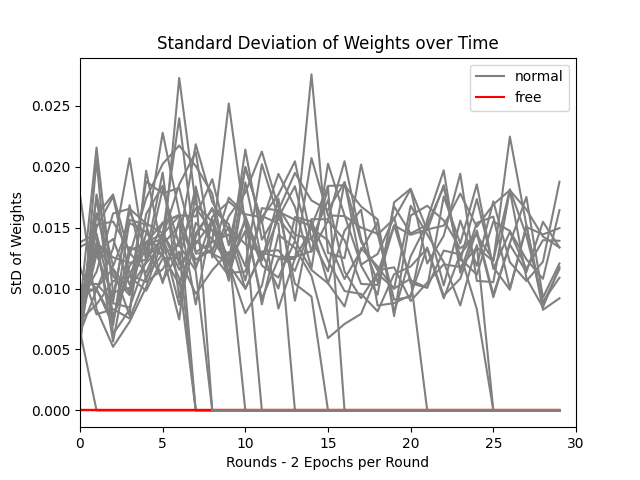 Standard Deviation of Weights over Time
StD of Weights
0.025
0.020
0.015
0.010
0.005
0.000
normal
free
0 5 10 15 20 25 30
Rounds - 2 Epochs per Round